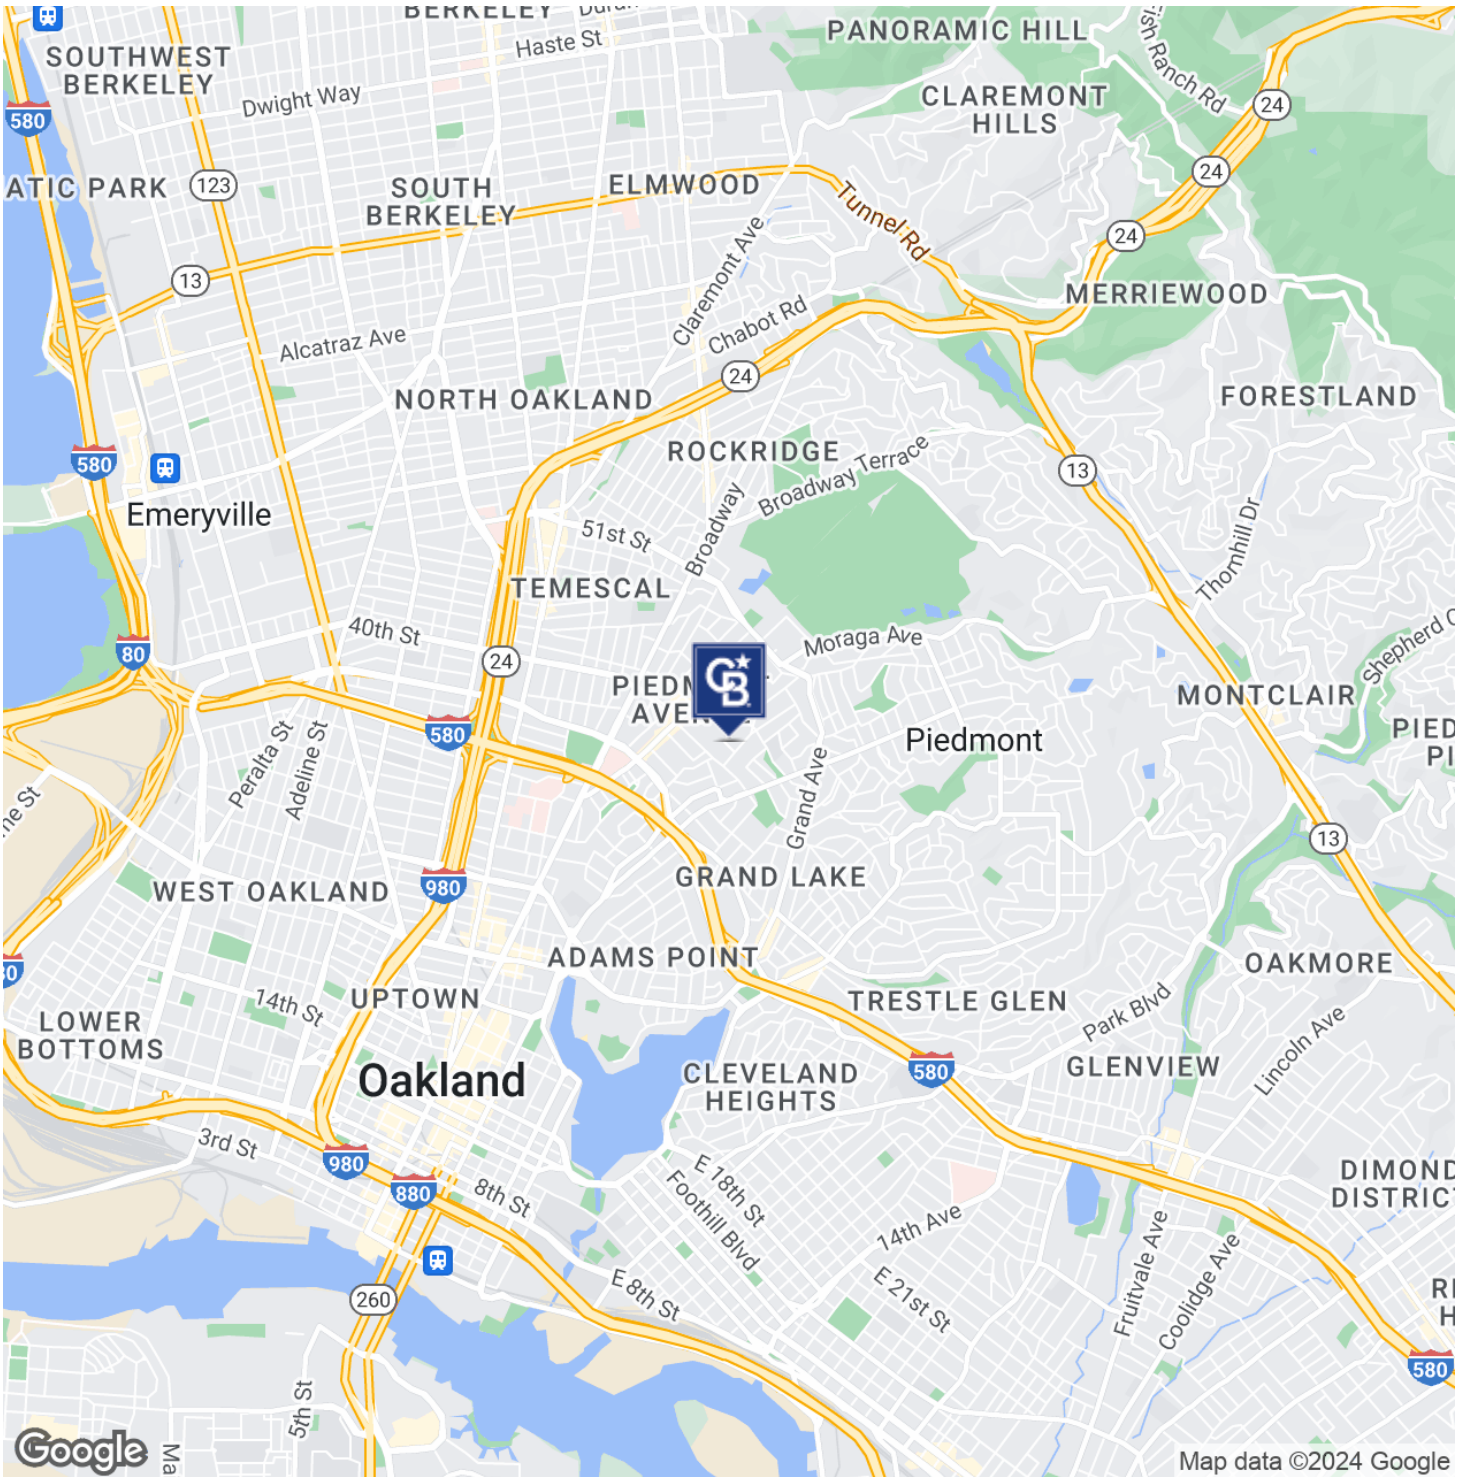 BERKELEY
Haste St
PANORAMIC HILL
SOUTHWEST
BERKELEY
Dwight Way
Ranch Rd
CLAREMONT
HILLS
24
580
24
123
ATIC PARK
SOUTH
BERKELEY
ELMWOOD
Tunnel Rd
24
Claremont Ave
13
MERRIEWOOD
Chabot Rd
Alcatraz Ave
24
NORTH OAKLAND
FORESTLAND
ROCKRIDGE
580
13
Broadway Terrace
Emeryville
51st St
Broadway
Thornhill Dr
TEMESCAL
40th St
Moraga Ave
80
24
CB
Shepherd
PIEDM
AVEN
MONTCLAIR
580
Piedmont
PIED
PI
Peralta St
Adeline St
Grand Ave
ne St
13
980
WEST OAKLAND
GRAND LAKE
ADAMS POINT
OAKMORE
14th St
UPTOWN
TRESTLE GLEN
Park Blvd
LOWER
BOTTOMS
Lincoln Ave
580
GLENVIEW
Oakland
CLEVELAND
HEIGHTS
3rd St
980
880
8th St
E 18th St
Foothill Blvd
DIMOND
DISTRIC
14th Ave
Fruitvale Ave
Coolidge Ave
260
E 8th St
E 21st St
580
5th St
Ma
Google
Map data ©2024 Google